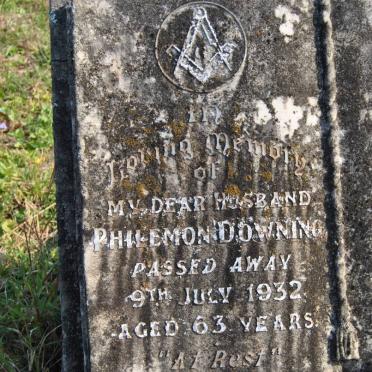 In
Loving Memory
of
MY DEAR HUSBAND
PHILEMON DOWNING
PASSED AWAY
9TH JULY 1932
AGED 63 YEARS.
"At Rest"